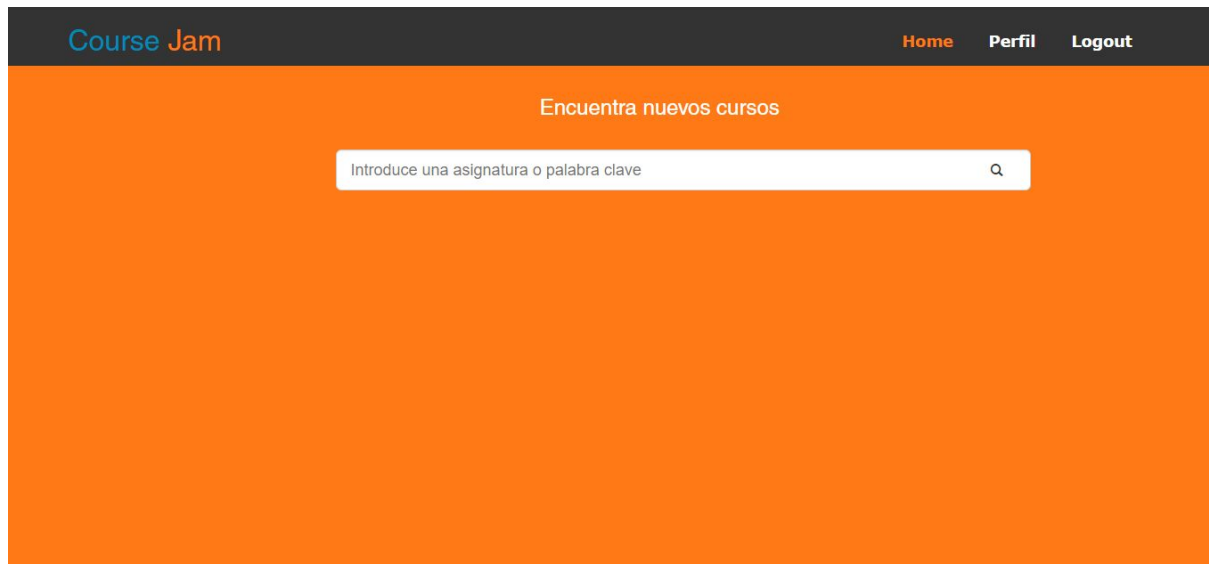 Course Jam
Home Perfil Logout
Encuentra nuevos cursos
Introduce una asignatura o palabra clave